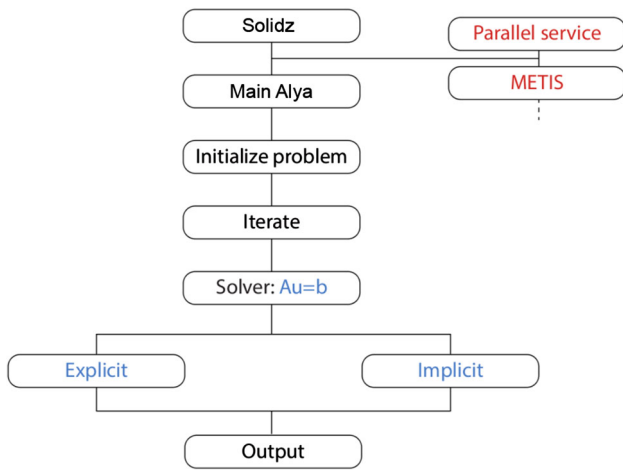 Solidz
Parallel service
METIS
Main Alya
Initialize problem
Iterate
Solver: Au=b
Explicit
Implicit
Output